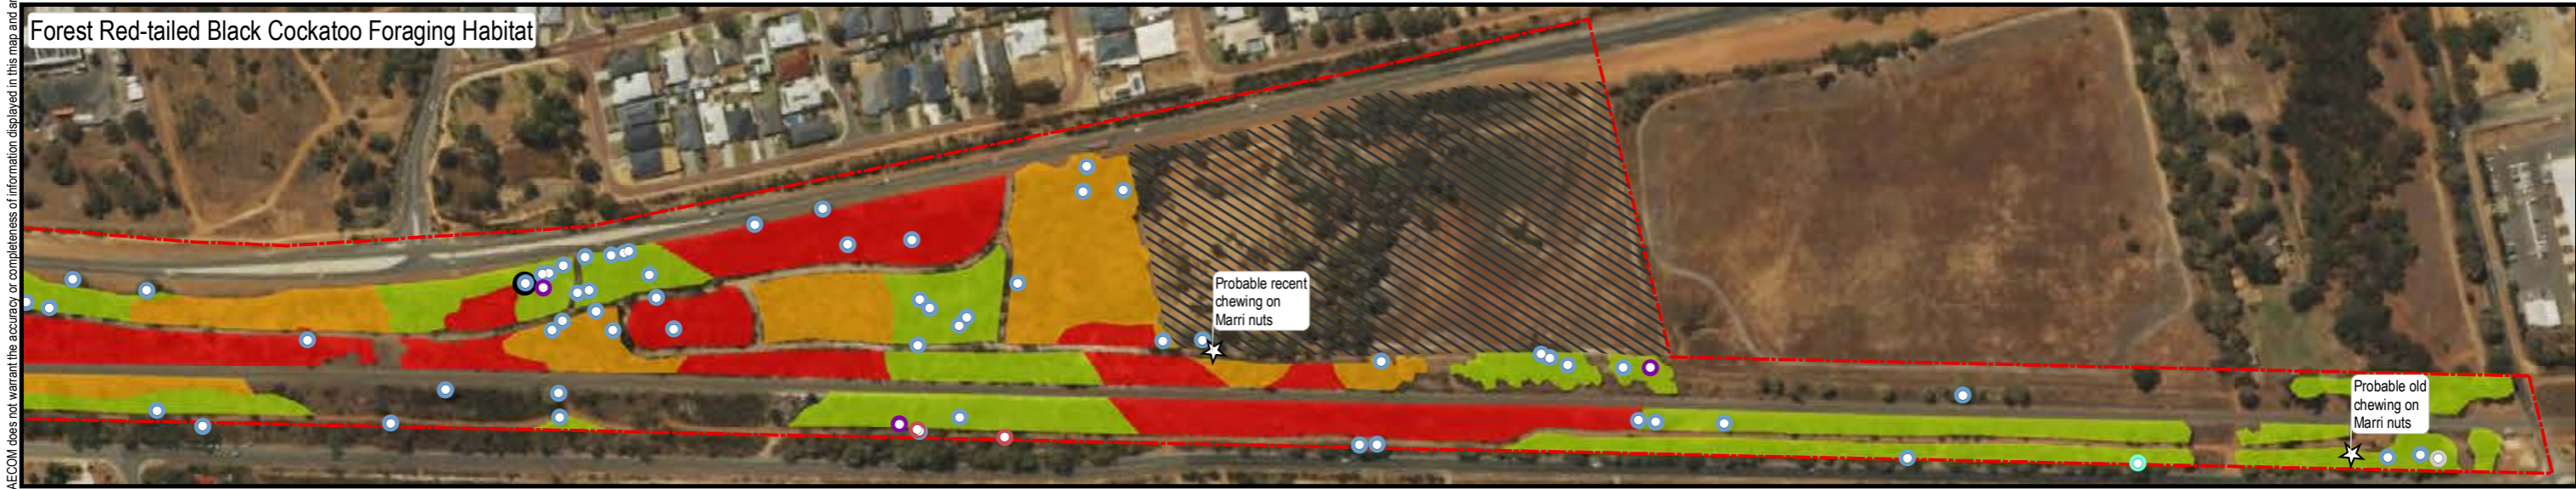 Forest Red-tailed Black Cockatoo Foraging Habitat
AECOM does not warrant the accuracy or completeness of information displayed in this map and
Probable recent
chewing on
Marri nuts
Probable old
chewing on
Marri nuts